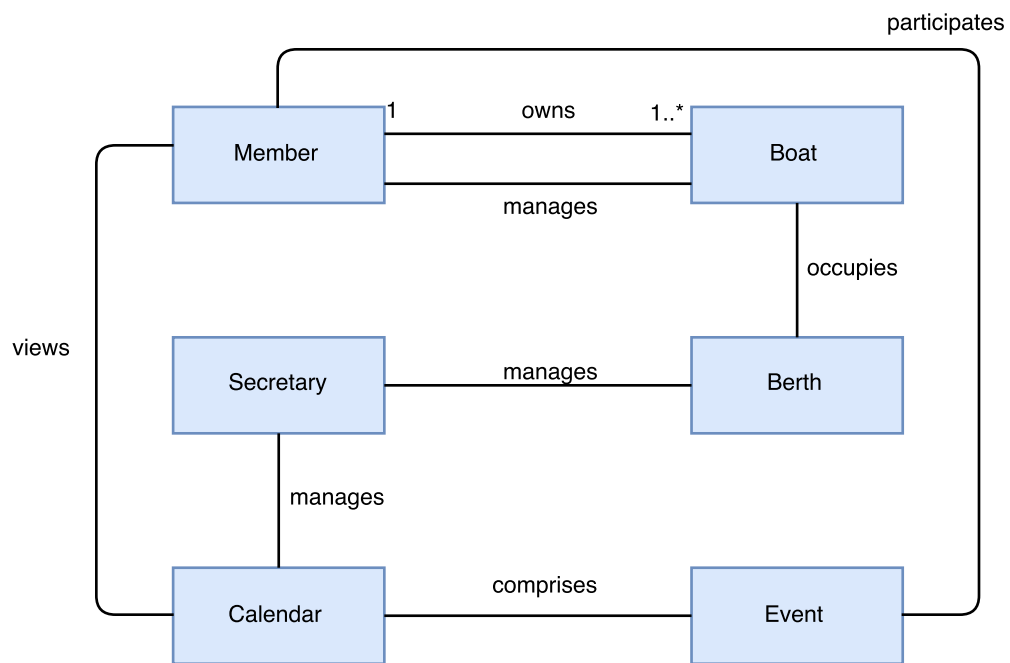 participates
1
owns
1..*
Member
Boat
manages
occupies
views
Secretary
manages
Berth
manages
comprises
Calendar
Event